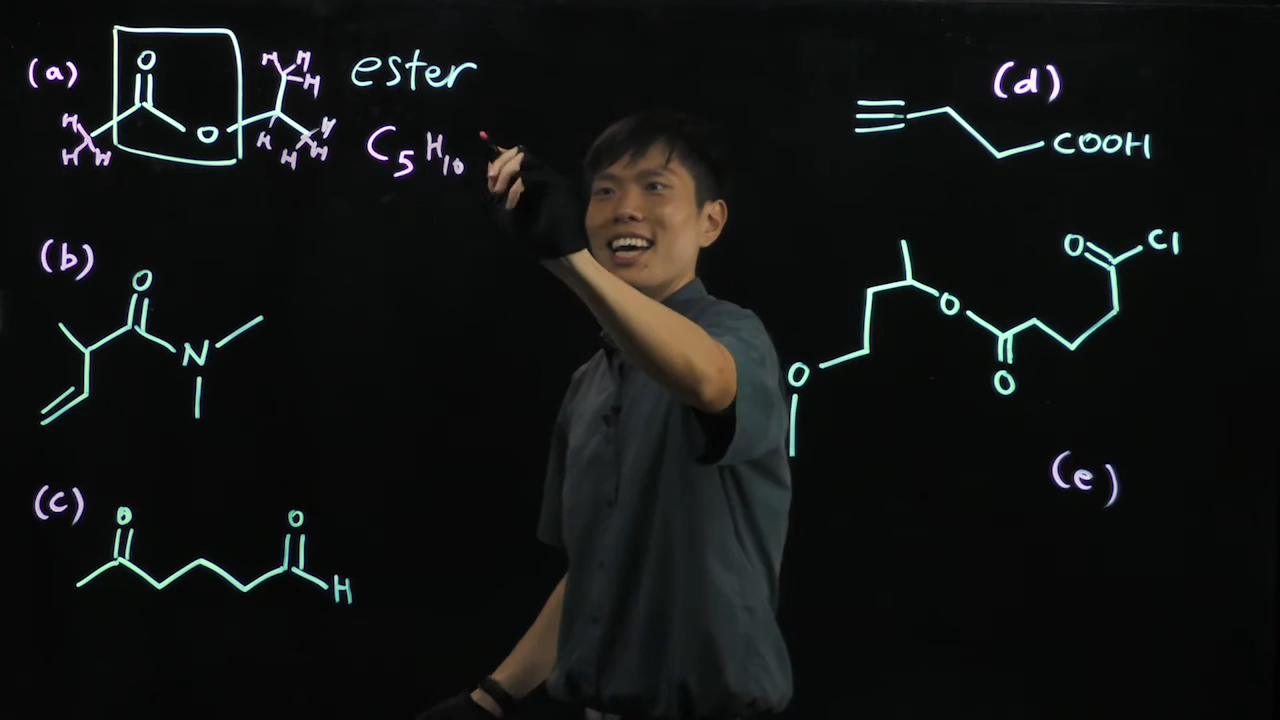 (a) ester
C5H10
O
O
H H H
H
H H H
H H H
(b)
O
N
(c)
O O
H
(d)
COOH
O Cl
O
O
O
(e)